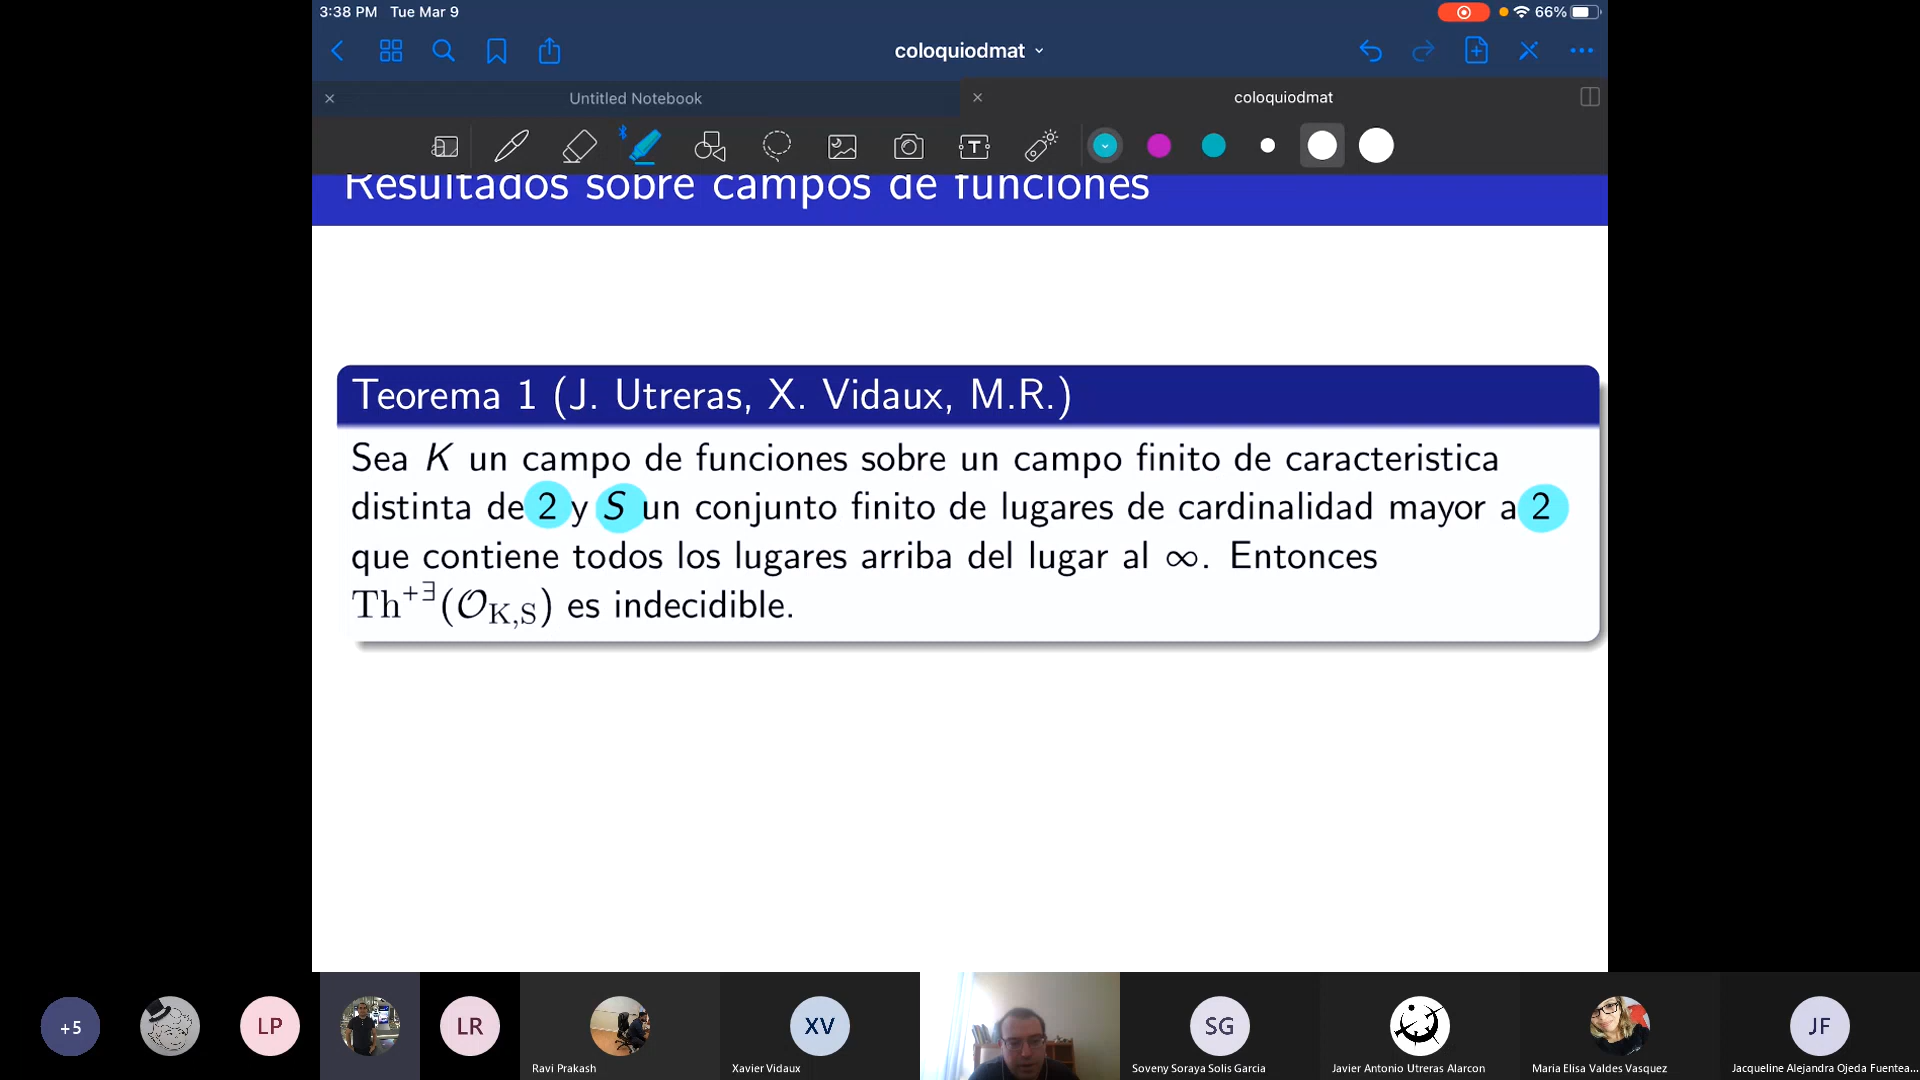 3:38 PM Tue Mar 9
66%
coloquiodmat
Untitled Notebook
coloquiodmat
Resultados sobre campos de funciones
Teorema 1 (J. Utreras, X. Vidaux, M.R.)
Sea K un campo de funciones sobre un campo finito de caracteristica
distinta de 2 y S un conjunto finito de lugares de cardinalidad mayor a 2
que contiene todos los lugares arriba del lugar al ∞. Entonces
Th⁺∃(𝒪_K,S) es indecidible.
+5
LP
LR
XV
SG
JF
Ravi Prakash
Xavier Vidaux
Soveny Soraya Solis Garcia
Javier Antonio Utreras Alarcon
Maria Elisa Valdes Vasquez
Jacqueline Alejandra Ojeda Fuentea...